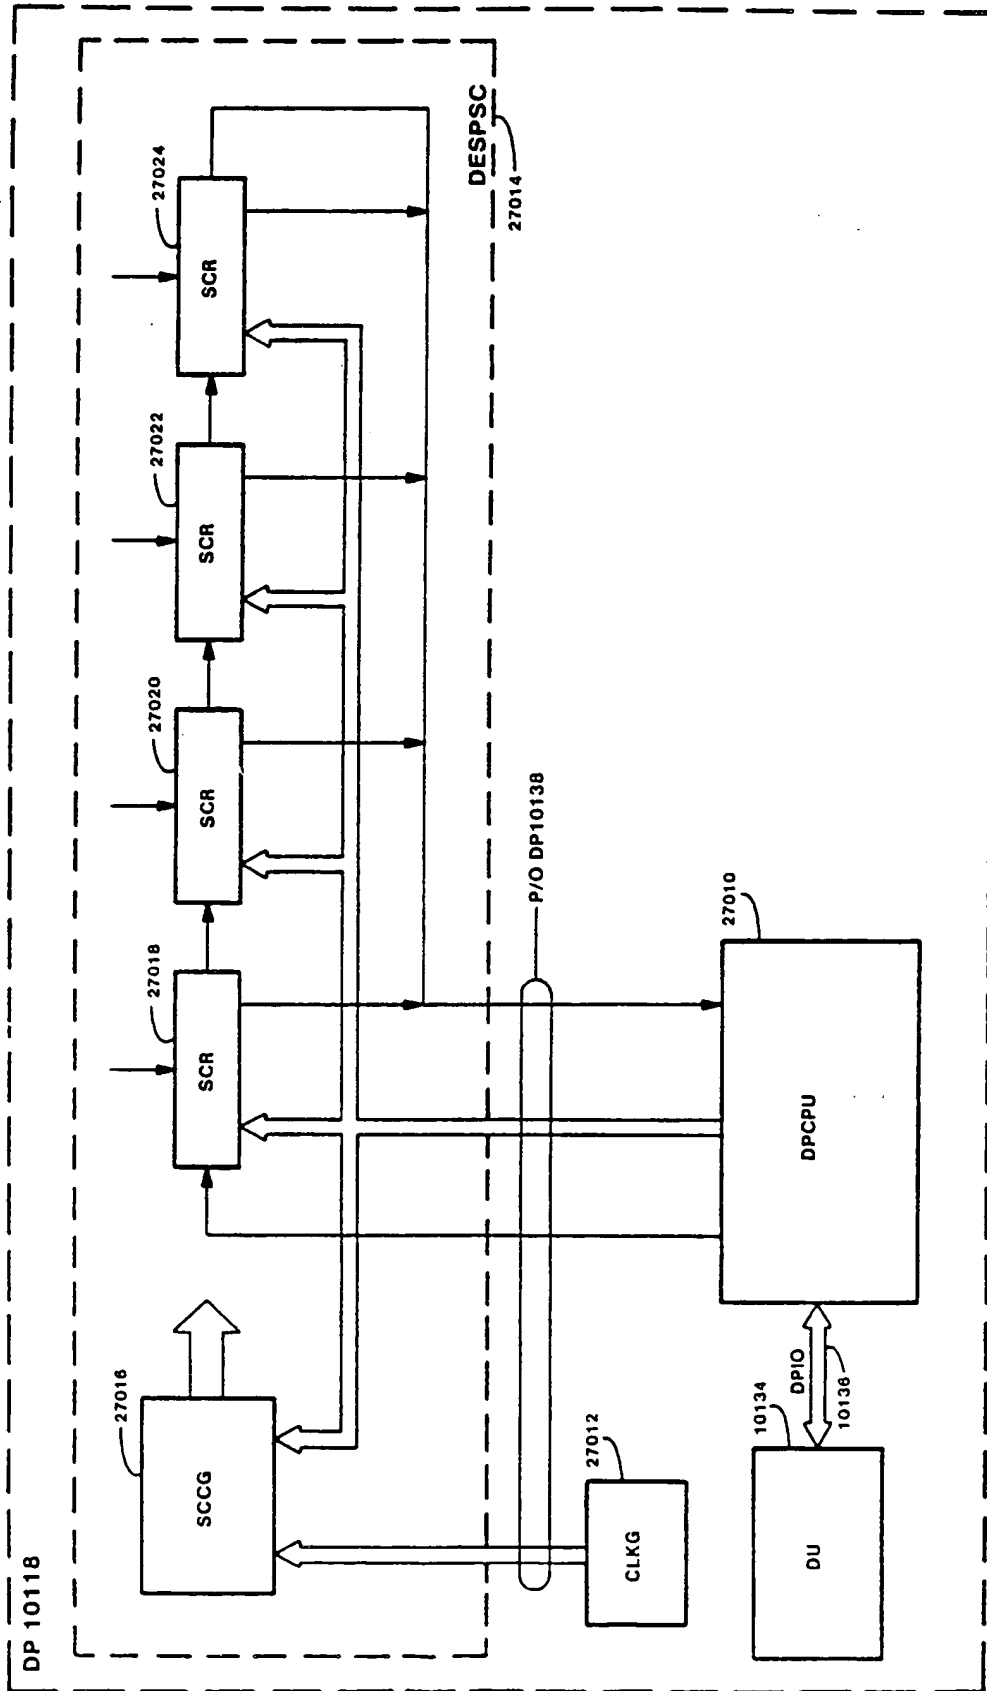 DP 10118
DESPSC
27014
27016
SCCG
27018
SCR
27020
SCR
27022
SCR
27024
SCR
P/O DP10138
27012
CLKG
27010
DPCPU
10134
DU
DPIO
10136